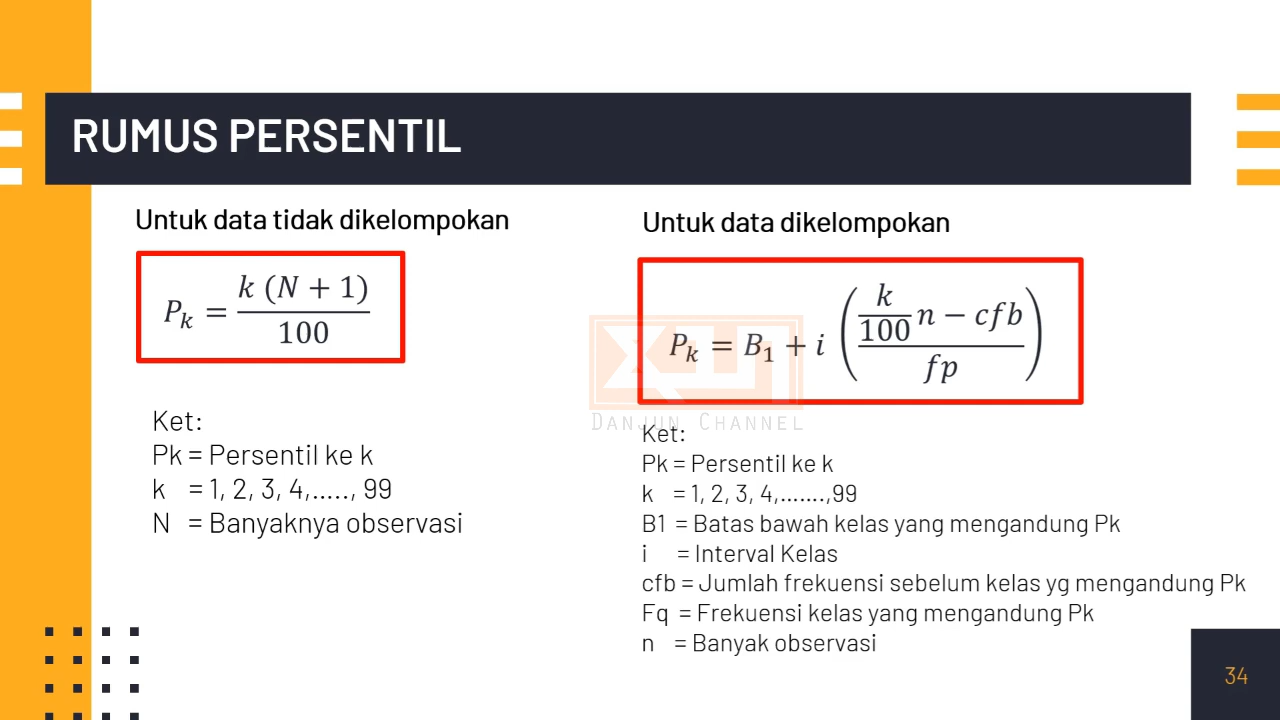 RUMUS PERSENTIL
Untuk data tidak dikelompokan
P_k = k (N + 1) / 100
Ket:
Pk = Persentil ke k
k = 1, 2, 3, 4,....., 99
N = Banyaknya observasi
Untuk data dikelompokan
P_k = B_1 + i ( (k/100 n − cfb) / fp )
DANJUN CHANNEL
Ket:
Pk = Persentil ke k
k = 1, 2, 3, 4,.......,99
B1 = Batas bawah kelas yang mengandung Pk
i = Interval Kelas
cfb = Jumlah frekuensi sebelum kelas yg mengandung Pk
Fq = Frekuensi kelas yang mengandung Pk
n = Banyak observasi
34